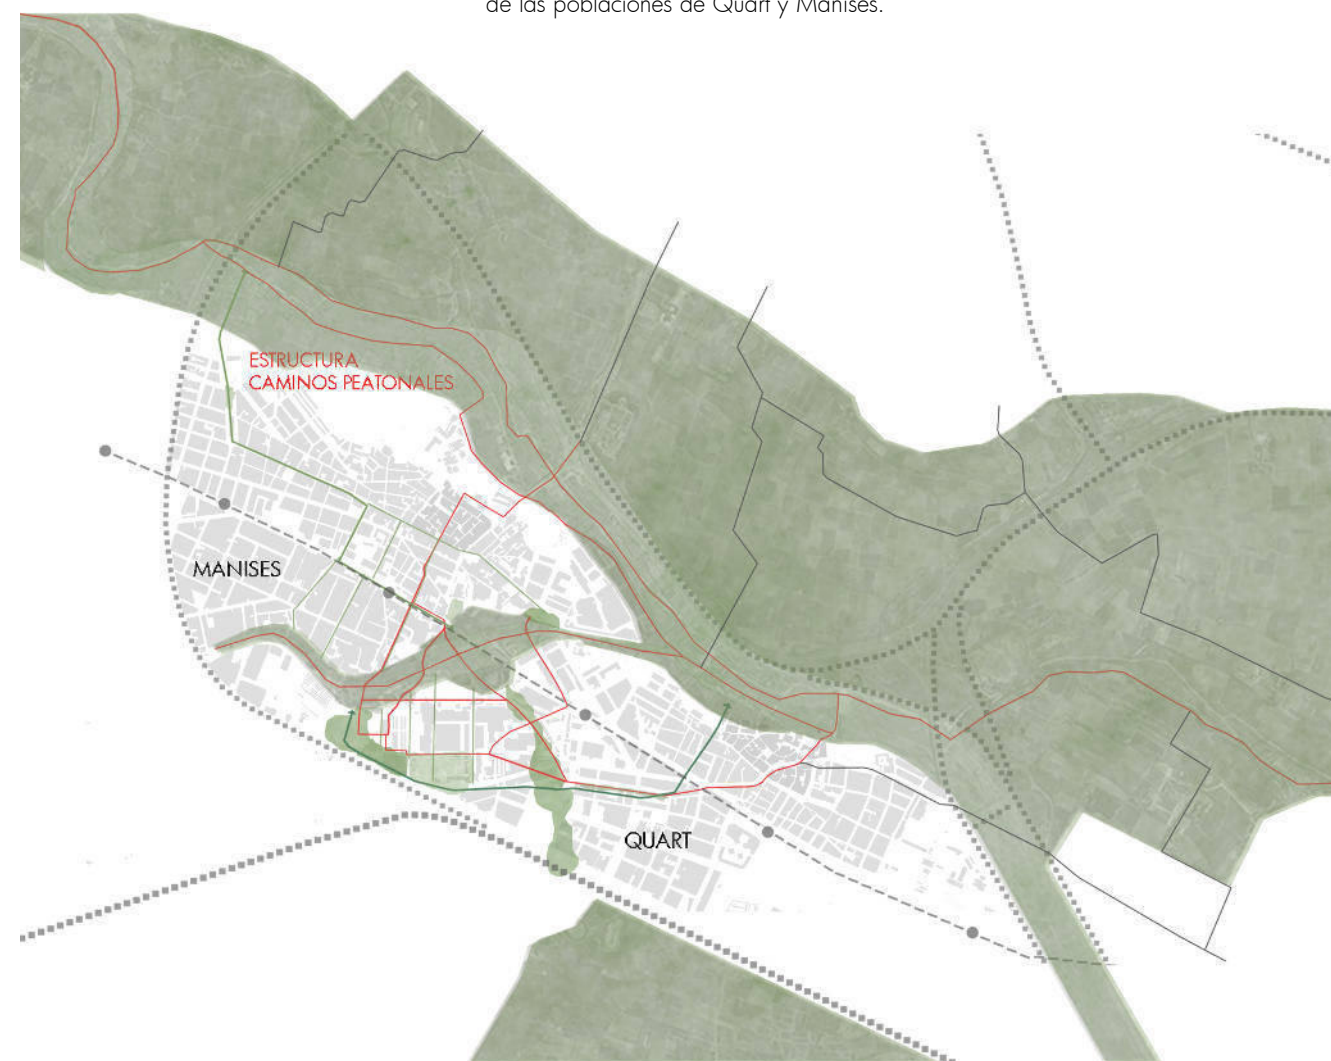 de las poblaciones de Quart y Manises.
ESTRUCTURA
CAMINOS PEATONALES
MANISES
QUART